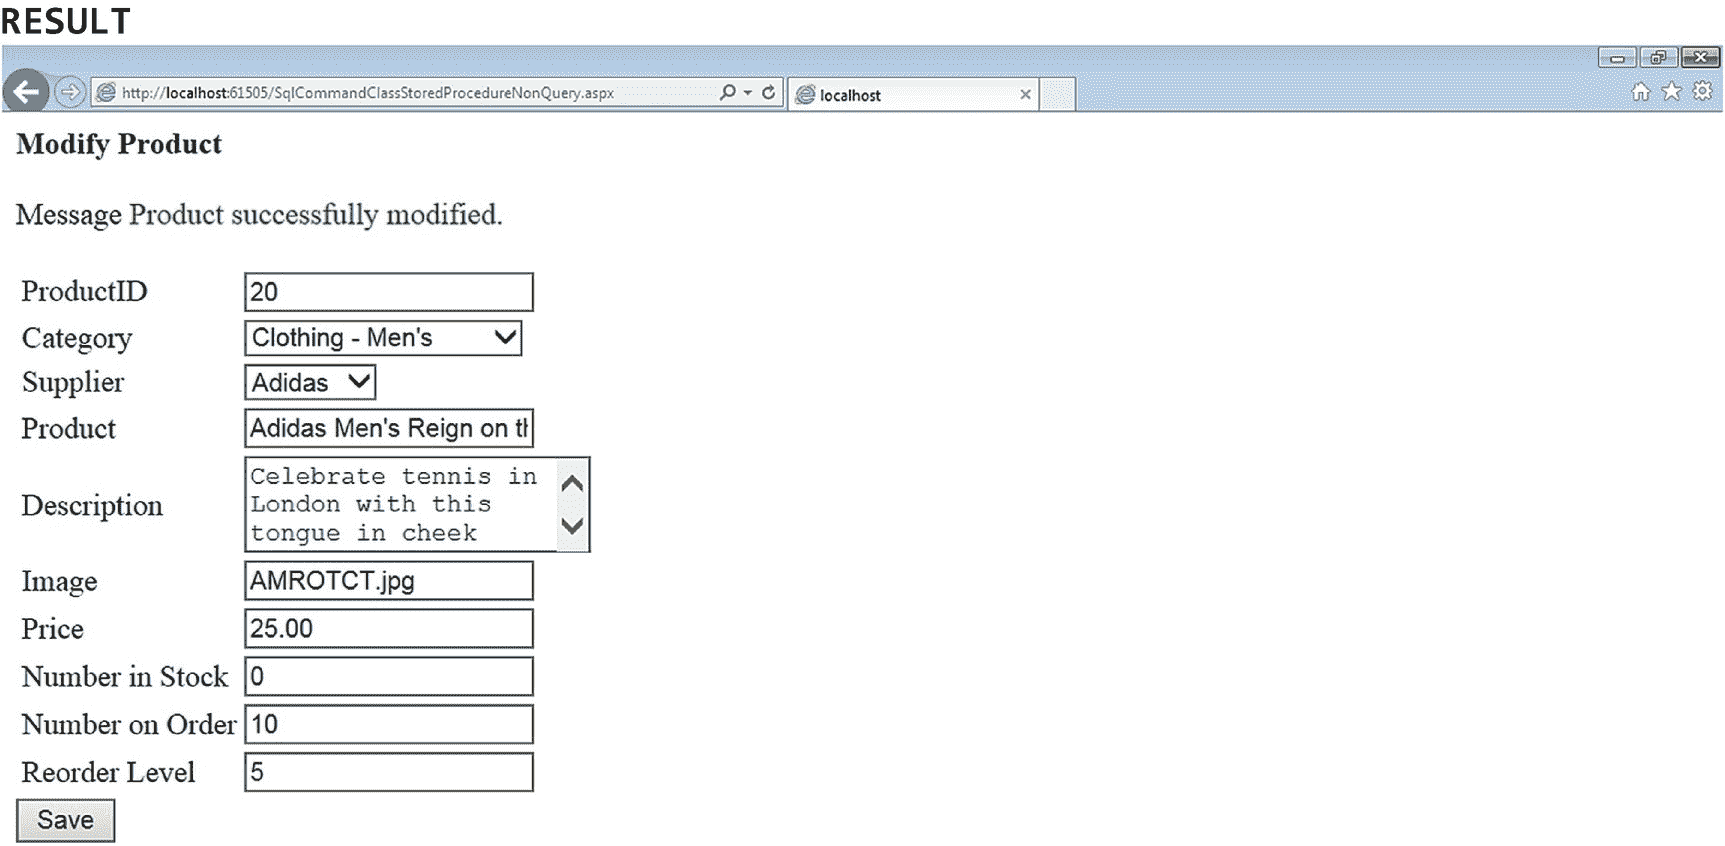 RESULT
http://localhost:61505/SqlCommandClassStoredProcedureNonQuery.aspx
localhost
Modify Product
Message Product successfully modified.
ProductID 20
Category Clothing - Men's
Supplier Adidas
Product Adidas Men's Reign on th
Description
Celebrate tennis in
London with this
tongue in cheek
Image AMROTCT.jpg
Price 25.00
Number in Stock 0
Number on Order 10
Reorder Level 5
Save